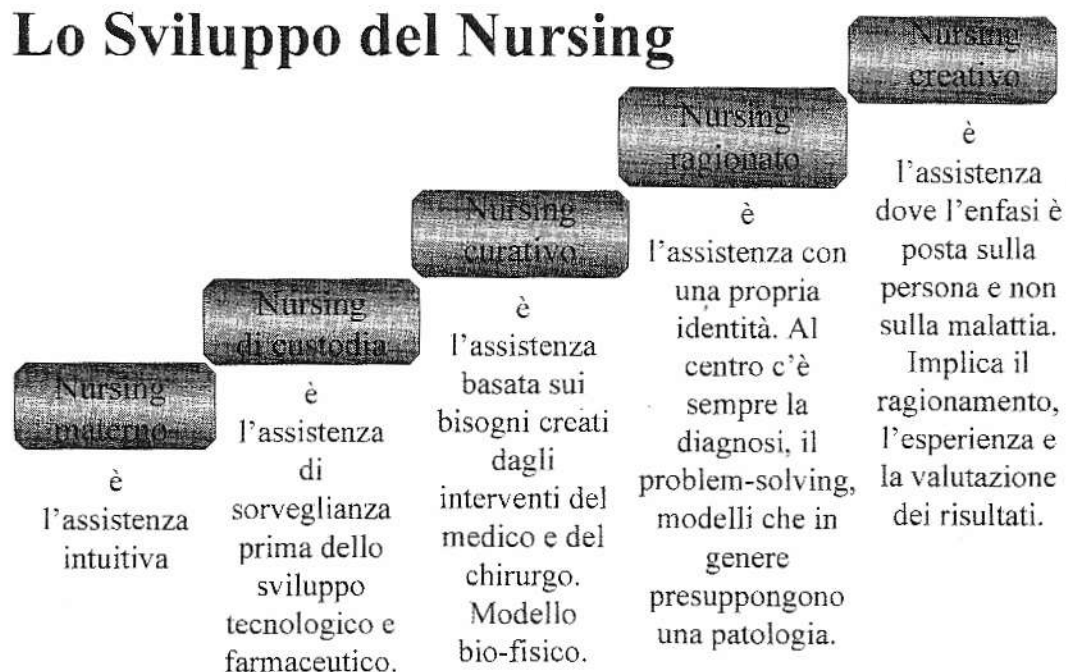 Lo Sviluppo del Nursing
Nursing
materno
è
l'assistenza
intuitiva
Nursing
di custodia
è
l'assistenza
di
sorveglianza
prima dello
sviluppo
tecnologico e
farmaceutico.
Nursing
curativo
è
l'assistenza
basata sui
bisogni creati
dagli
interventi del
medico e del
chirurgo.
Modello
bio-fisico.
Nursing
ragionato
è
l'assistenza con
una propria
identità. Al
centro c'è
sempre la
diagnosi, il
problem-solving,
modelli che in
genere
presuppongono
una patologia.
Nursing
creativo
è
l'assistenza
dove l'enfasi è
posta sulla
persona e non
sulla malattia.
Implica il
ragionamento,
l'esperienza e
la valutazione
dei risultati.